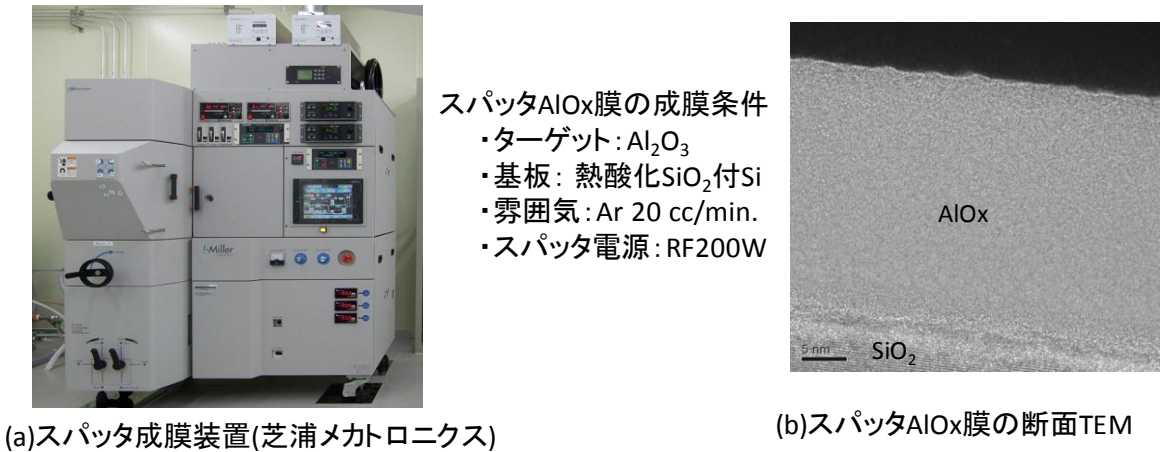 i-Miller
スパッタAlOx膜の成膜条件
・ターゲット：Al₂O₃
・基板： 熱酸化SiO₂付Si
・雰囲気：Ar 20 cc/min.
・スパッタ電源：RF200W
AlOx
5 nm
SiO₂
(a)スパッタ成膜装置(芝浦メカトロニクス)
(b)スパッタAlOx膜の断面TEM